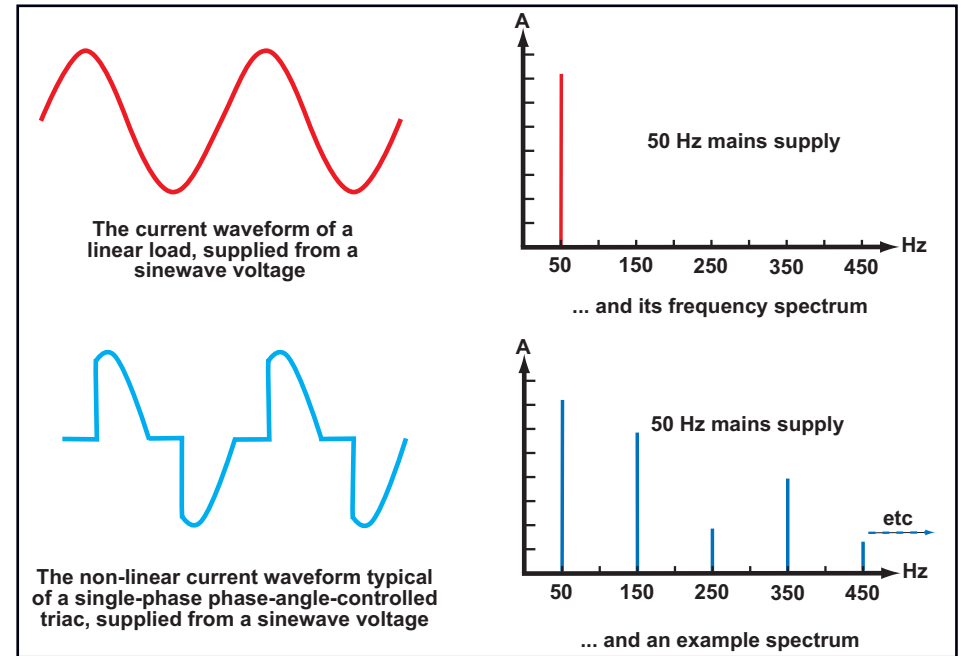 The current waveform of a
linear load, supplied from a
sinewave voltage
A
50 Hz mains supply
Hz
50 150 250 350 450
... and its frequency spectrum
The non-linear current waveform typical
of a single-phase phase-angle-controlled
triac, supplied from a sinewave voltage
A
50 Hz mains supply
etc
Hz
50 150 250 350 450
... and an example spectrum